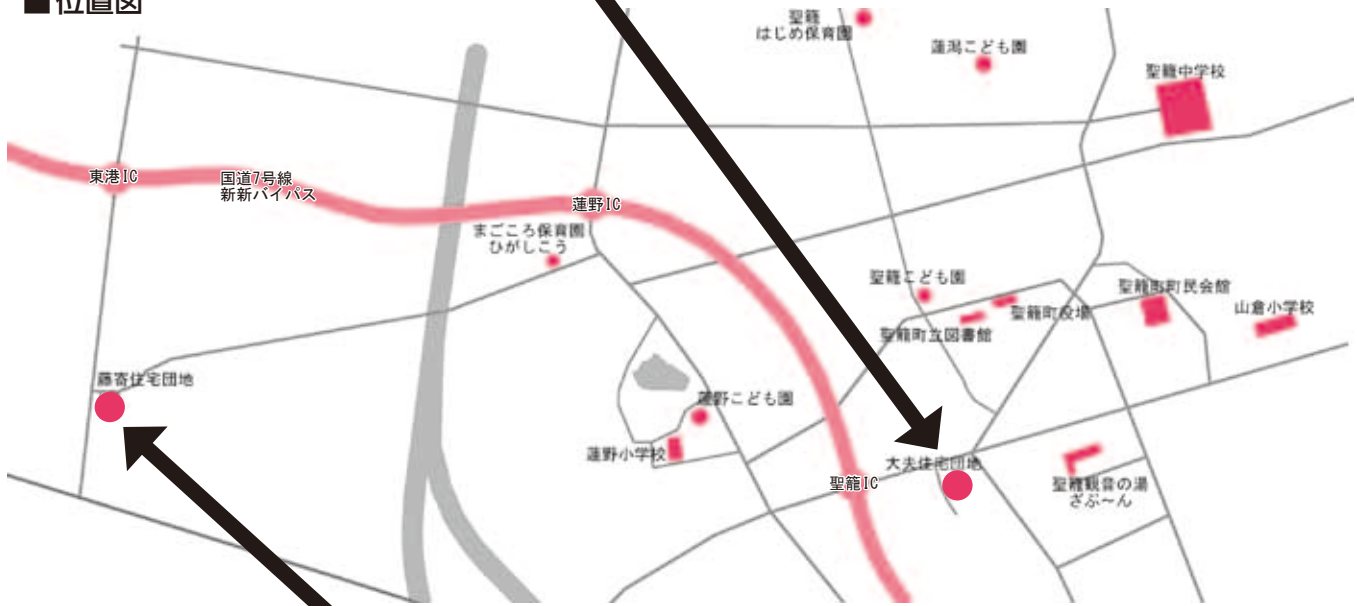 ■位置図
聖籠
はじめ保育園
蓮潟こども園
聖籠中学校
東港IC
国道7号線
新新バイパス
蓮野IC
まごころ保育園
ひがしこう
聖籠こども園
聖籠町町民会館
聖籠町役場
山倉小学校
聖籠町立図書館
藤寄住宅団地
蓮野こども園
蓮野小学校
大夫住宅団地
聖籠IC
聖籠観音の湯
ざぶ～ん